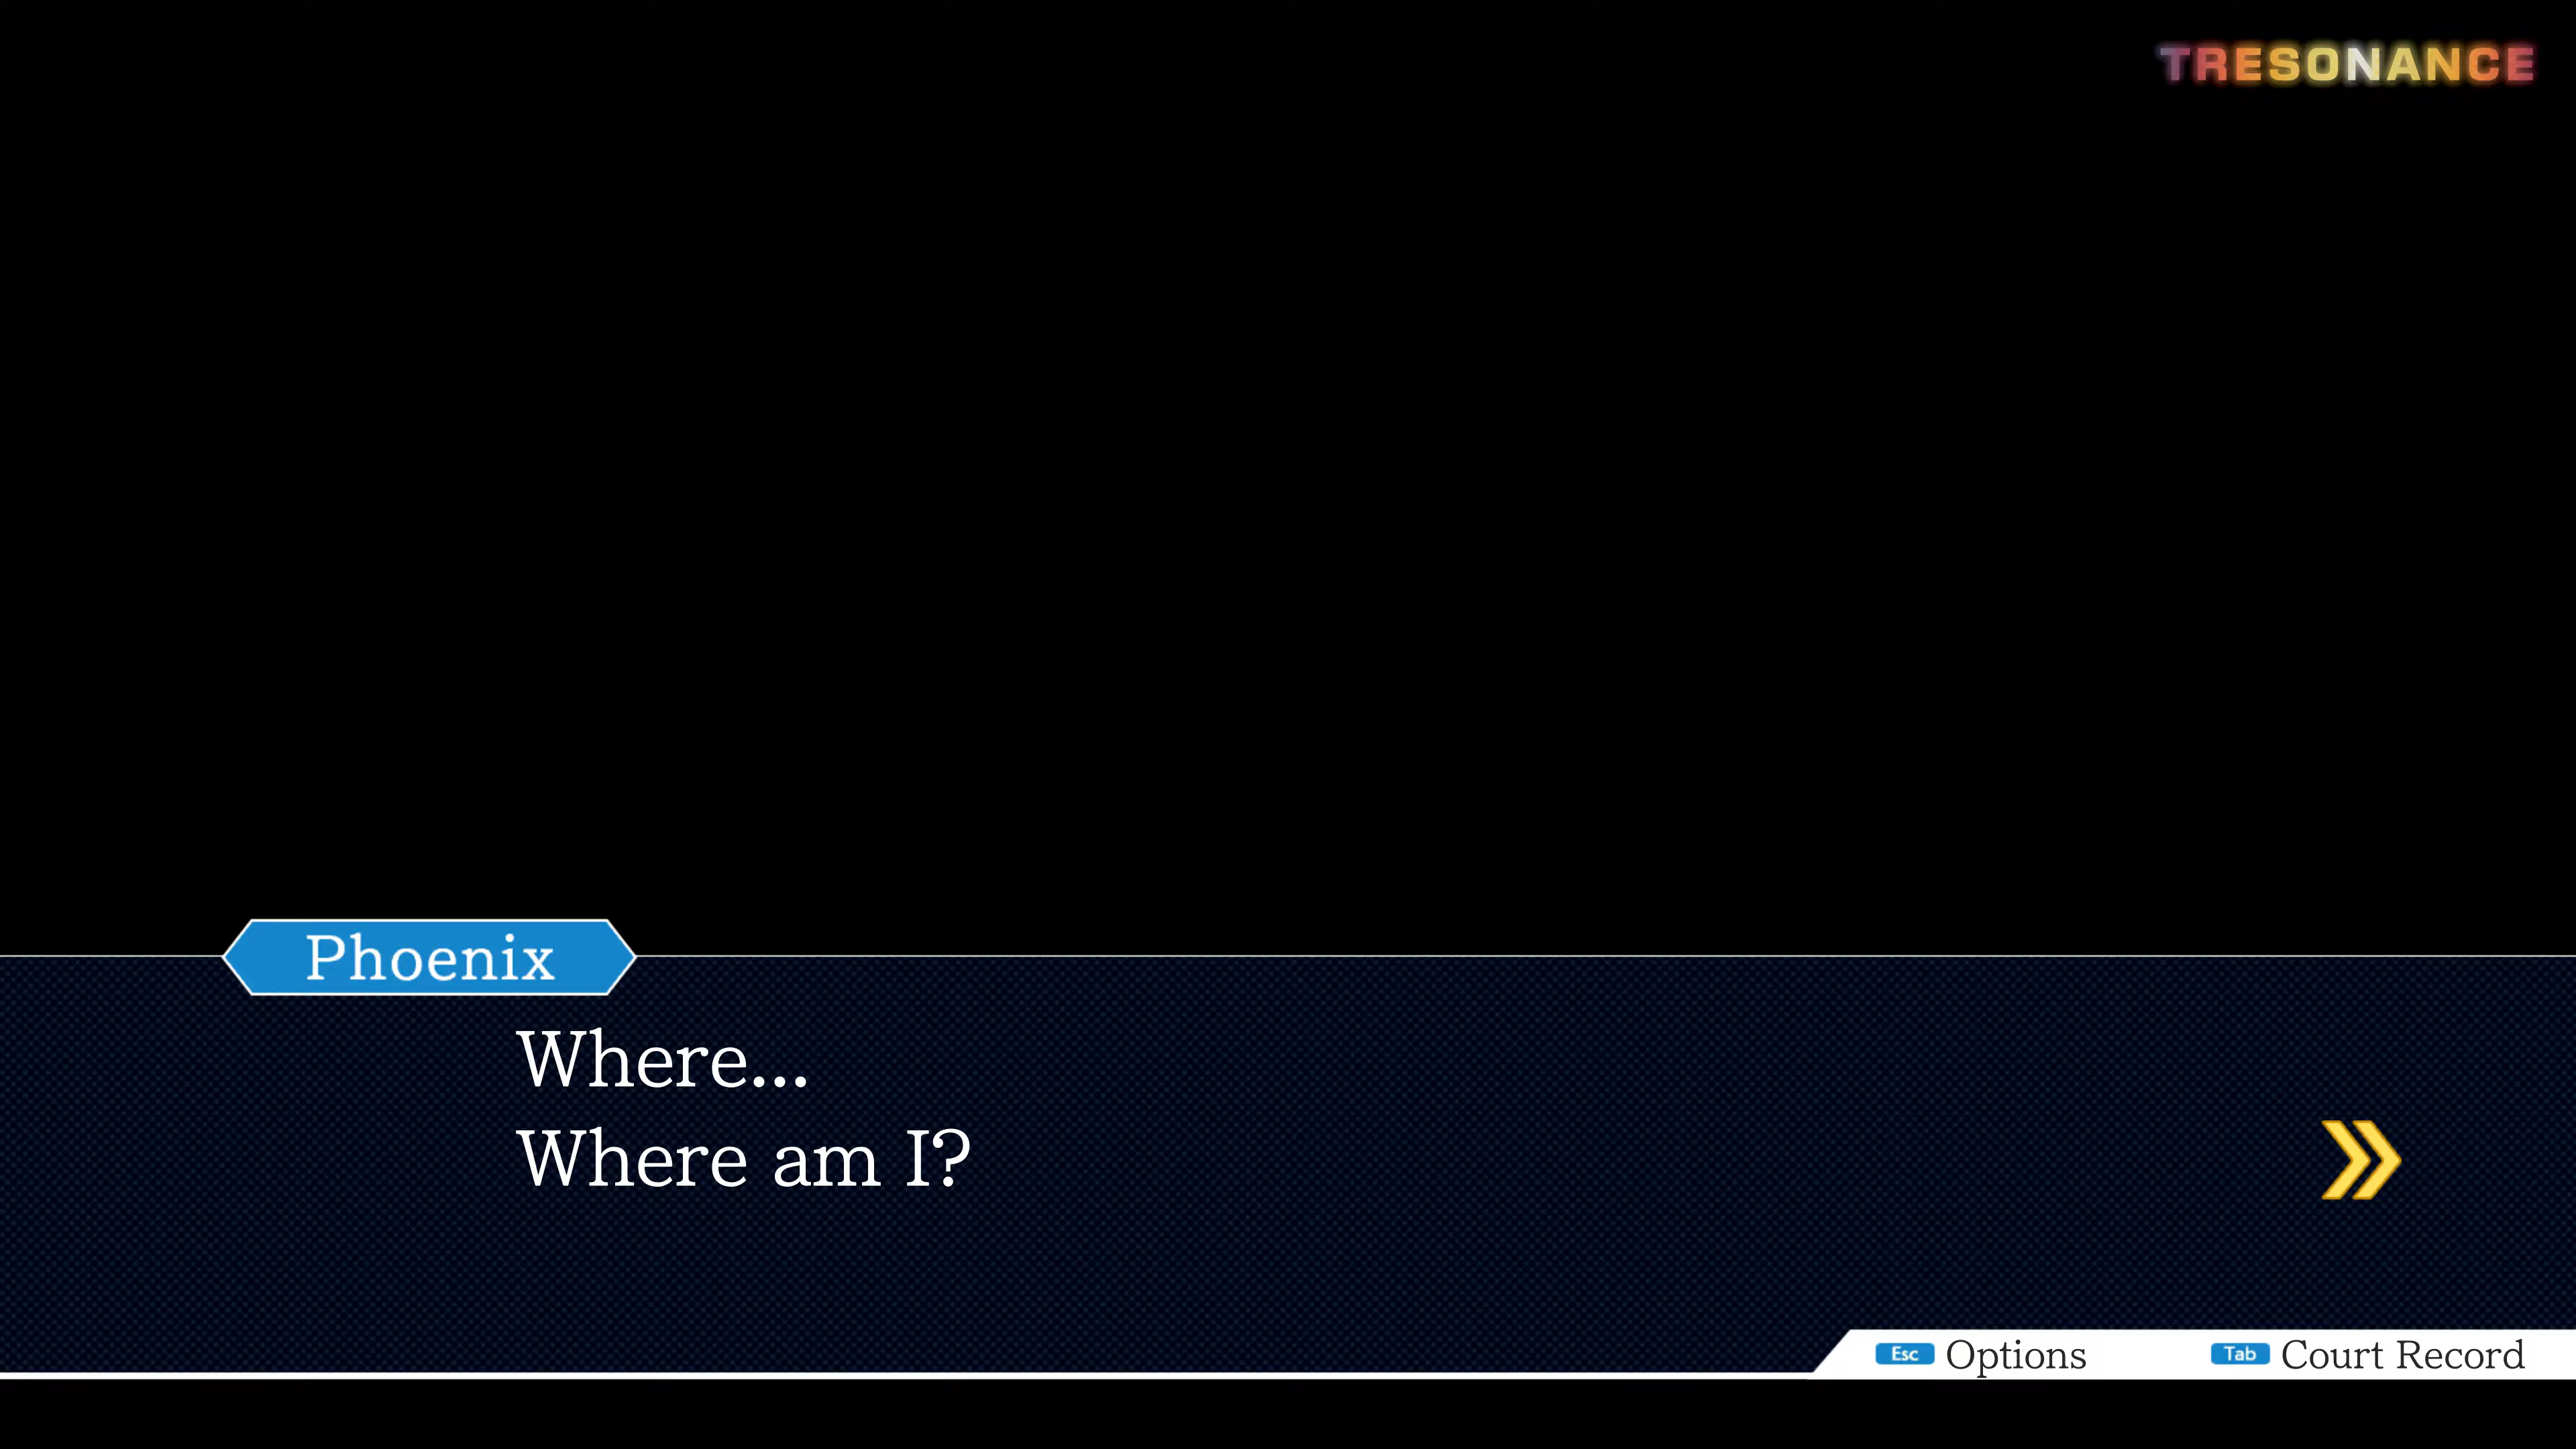 TRESONANCE
Phoenix
Where...
Where am I?
Esc Options Tab Court Record